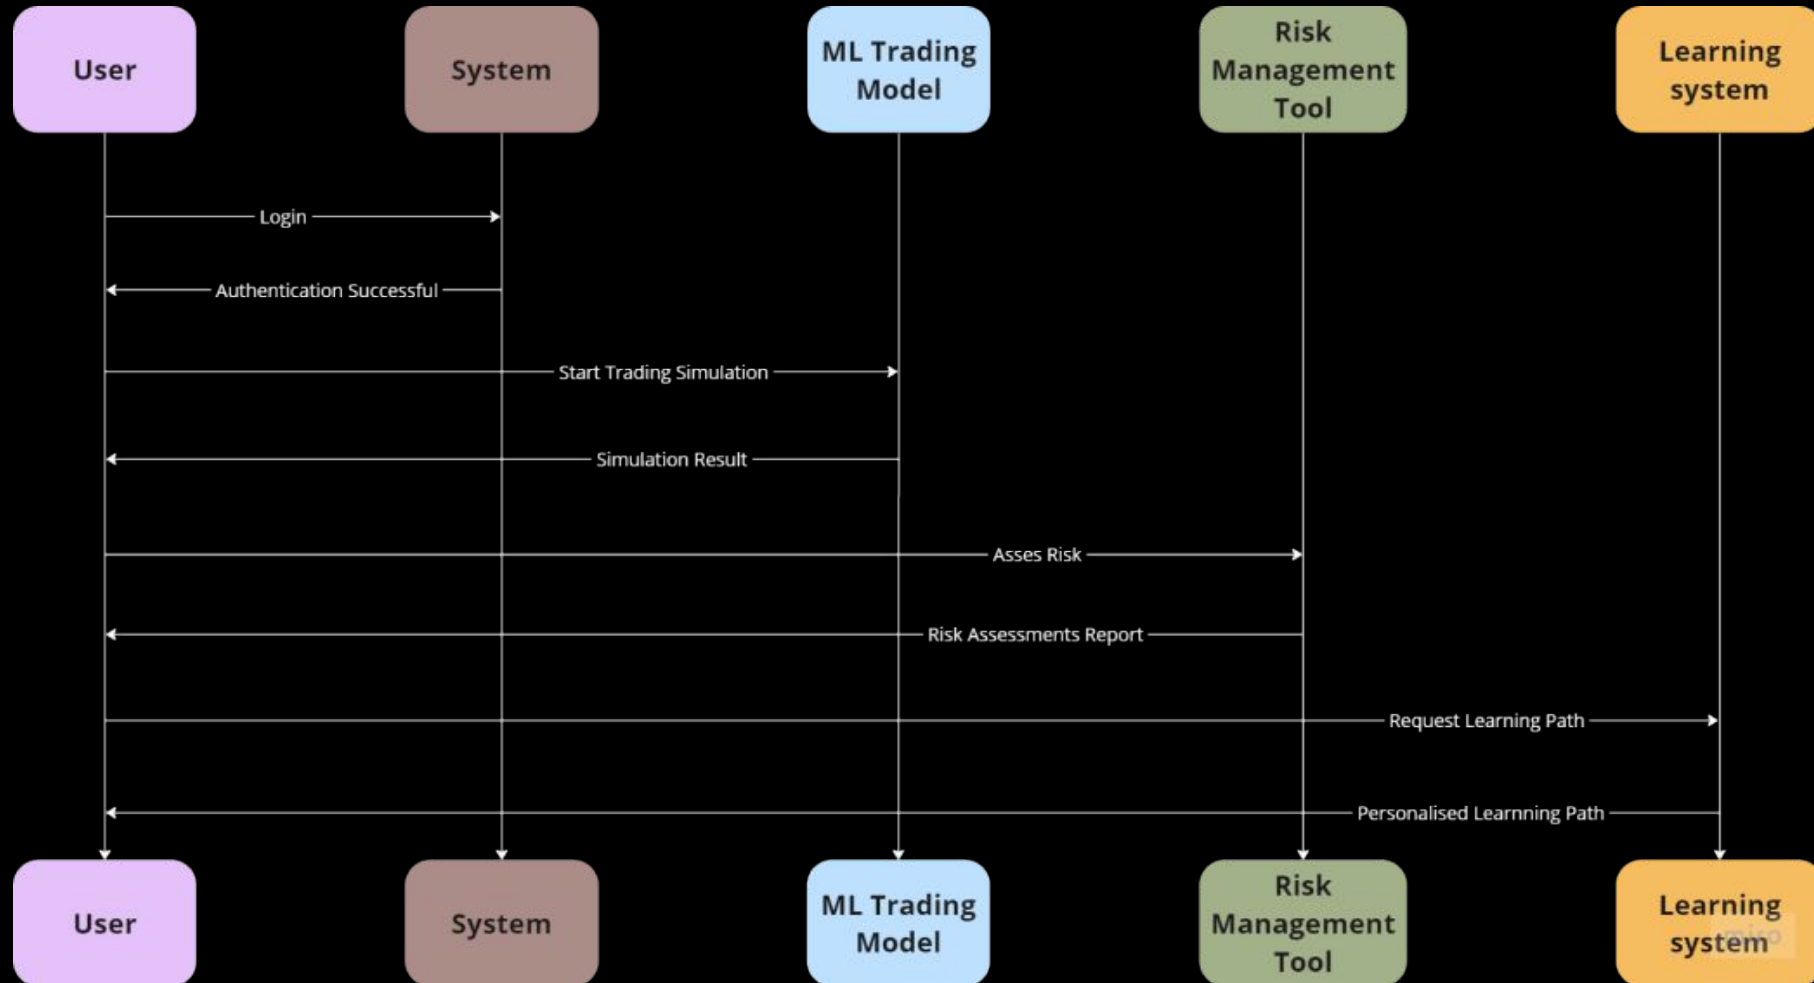 User
System
ML Trading
Model
Risk
Management
Tool
Learning
system
Login
Authentication Successful
Start Trading Simulation
Simulation Result
Asses Risk
Risk Assessments Report
Request Learning Path
Personalised Learnning Path
User
System
ML Trading
Model
Risk
Management
Tool
Learning
system
miro